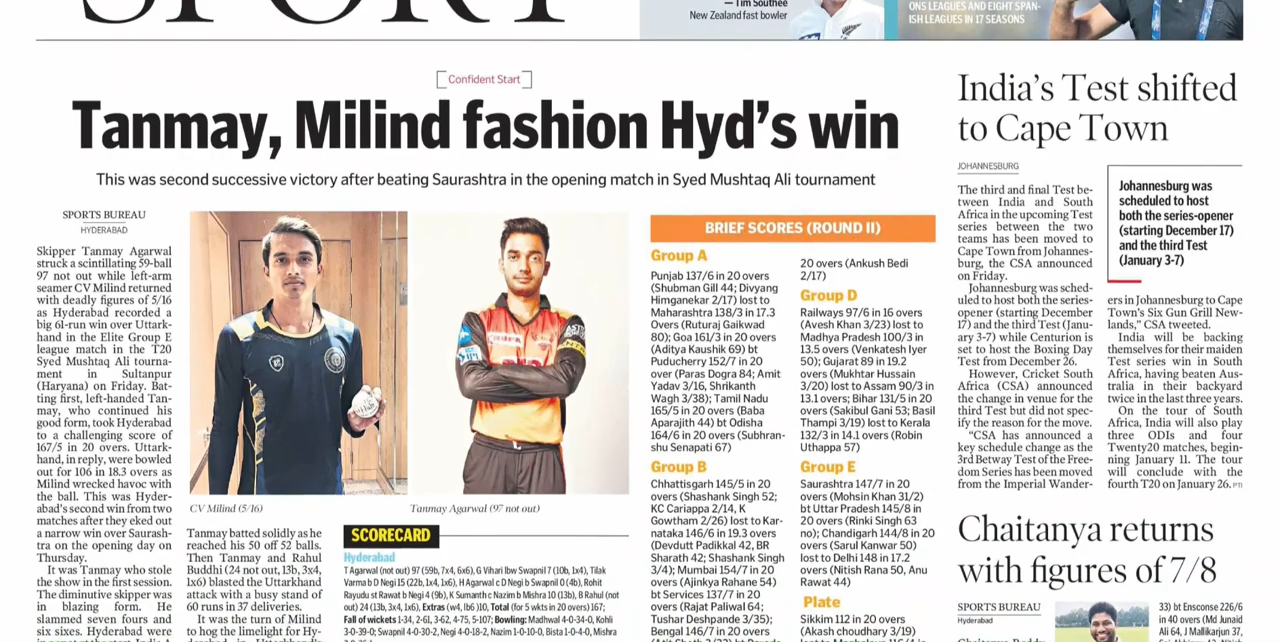 SPORT
— Tim Southee
New Zealand fast bowler
ONS LEAGUES AND EIGHT SPAN-
ISH LEAGUES IN 17 SEASONS
Confident Start
Tanmay, Milind fashion Hyd's win
This was second successive victory after beating Saurashtra in the opening match in Syed Mushtaq Ali tournament
SPORTS BUREAU
HYDERABAD
Skipper Tanmay Agarwal
struck a scintillating 59-ball
97 not out while left-arm
seamer CV Milind returned
with deadly figures of 5/16
as Hyderabad recorded a
big 61-run win over Uttark-
hand in the Elite Group E
league match in the T20
Syed Mushtaq Ali tourna-
ment in Sultanpur
(Haryana) on Friday. Bat-
ting first, left-handed Tan-
may, who continued his
good form, took Hyderabad
to a challenging score of
167/5 in 20 overs. Uttark-
hand, in reply, were bowled
out for 106 in 18.3 overs as
Milind wrecked havoc with
the ball. This was Hyder-
abad's second win from two
matches after they eked out
a narrow win over Saurash-
tra on the opening day on
Thursday.
It was Tanmay who stole
the show in the first session.
The diminutive skipper was
in blazing form. He
slammed seven fours and
six sixes. Hyderabad were
CV Milind (5/16)
Tanmay Agarwal (97 not out)
Tanmay batted solidly as he
reached his 50 off 52 balls.
Then Tanmay and Rahul
Buddhi (24 not out, 13b, 3x4,
1x6) blasted the Uttarkhand
attack with a busy stand of
60 runs in 37 deliveries.
It was the turn of Milind
to hog the limelight for Hy-
SCORECARD
Hyderabad
T Agarwal (not out) 97 (59b, 7x4, 6x6), G Vihari lbw Swapnil 7 (10b, 1x4), Tilak
Varma b D Negi 15 (22b, 1x4, 1x6), H Agarwal c D Negi b Swapnil 0 (4b), Rohit
Rayudu st Rawat b Negi 4 (9b), K Sumanth c Nazim b Mishra 10 (13b), B Rahul (not
out) 24 (13b, 3x4, 1x6), Extras (w4, lb6 )10, Total (for 5 wkts in 20 overs) 167;
Fall of wickets 1-34, 2-61, 3-62, 4-75, 5-107; Bowling: Madhwal 4-0-34-0, Kohli
3-0-39-0; Swapnil 4-0-30-2, Negi 4-0-18-2, Nazim 1-0-10-0, Bista 1-0-4-0, Mishra
BRIEF SCORES (ROUND II)
Group A
Punjab 137/6 in 20 overs
(Shubman Gill 44; Divyang
Himganekar 2/17) lost to
Maharashtra 138/3 in 17.3
Overs (Ruturaj Gaikwad
80); Goa 161/3 in 20 overs
(Aditya Kaushik 69) bt
Puducherry 152/7 in 20
over (Paras Dogra 84; Amit
Yadav 3/16, Shrikanth
Wagh 3/38); Tamil Nadu
165/5 in 20 overs (Baba
Aparajith 44) bt Odisha
164/6 in 20 overs (Subhran-
shu Senapati 67)
Group B
Chhattisgarh 145/5 in 20
overs (Shashank Singh 52;
KC Cariappa 2/14, K
Gowtham 2/26) lost to Kar-
nataka 146/6 in 19.3 overs
(Devdutt Padikkal 42, BR
Sharath 42; Shashank Singh
3/4); Mumbai 154/7 in 20
overs (Ajinkya Rahane 54)
bt Services 137/7 in 20
overs (Rajat Paliwal 64;
Tushar Deshpande 3/35);
Bengal 146/7 in 20 overs
20 overs (Ankush Bedi
2/17)
Group D
Railways 97/6 in 16 overs
(Avesh Khan 3/23) lost to
Madhya Pradesh 100/3 in
13.5 overs (Venkatesh Iyer
50); Gujarat 89 in 19.2
overs (Mukhtar Hussain
3/20) lost to Assam 90/3 in
13.1 overs; Bihar 131/5 in 20
overs (Sakibul Gani 53; Basil
Thampi 3/19) lost to Kerala
132/3 in 14.1 overs (Robin
Uthappa 57)
Group E
Saurashtra 147/7 in 20
overs (Mohsin Khan 31/2)
bt Uttar Pradesh 145/8 in
20 overs (Rinki Singh 63
no); Chandigarh 144/8 in 20
overs (Sarul Kanwar 50)
lost to Delhi 148 in 17.2
overs (Nitish Rana 50, Anu
Rawat 44)
Plate
Sikkim 112 in 20 overs
(Akash choudhary 3/19)
India's Test shifted
to Cape Town
JOHANNESBURG
The third and final Test be-
tween India and South
Africa in the upcoming Test
series between the two
teams has been moved to
Cape Town from Johannes-
burg, the CSA announced
on Friday.
Johannesburg was sched-
uled to host both the series-
opener (starting December
17) and the third Test (Janu-
ary 3-7) while Centurion is
set to host the Boxing Day
Test from December 26.
However, Cricket South
Africa (CSA) announced
the change in venue for the
third Test but did not spec-
ify the reason for the move.
"CSA has announced a
key schedule change as the
3rd Betway Test of the Free-
dom Series has been moved
from the Imperial Wander-
Johannesburg was
scheduled to host
both the series-opener
(starting December 17)
and the third Test
(January 3-7)
ers in Johannesburg to Cape
Town's Six Gun Grill New-
lands," CSA tweeted.
India will be backing
themselves for their maiden
Test series win in South
Africa, having beaten Aus-
tralia in their backyard
twice in the last three years.
On the tour of South
Africa, India will also play
three ODIs and four
Twenty20 matches, begin-
ning January 11. The tour
will conclude with the
fourth T20 on January 26. PTI
Chaitanya returns
with figures of 7/8
SPORTS BUREAU
Hyderabad
33) bt Ensconse 226/6
in 40 overs (Md Junaid
Ali 64, J Mallikarjun 37,